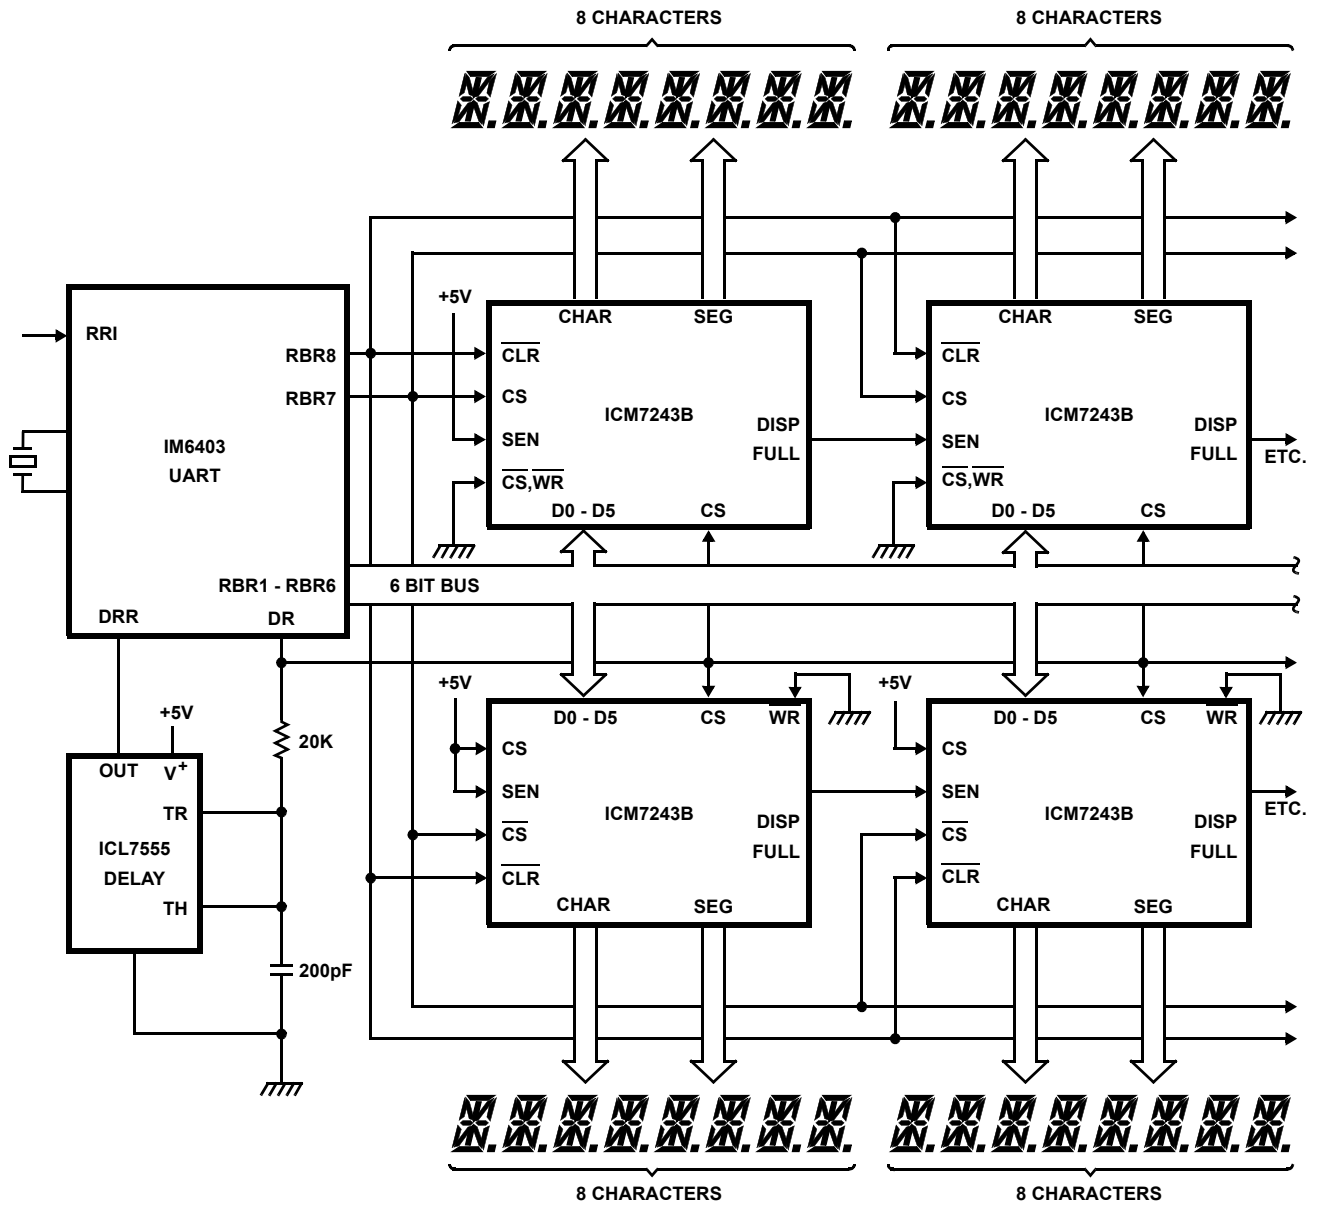 8 CHARACTERS
8 CHARACTERS
RRI
RBR8
RBR7
IM6403
UART
RBR1 - RBR6
DRR
DR
6 BIT BUS
+5V
CHAR
SEG
CLR
CS
ICM7243B
SEN
CS,WR
DISP
FULL
D0 - D5
CS
CHAR
SEG
CLR
CS
ICM7243B
SEN
CS,WR
DISP
FULL
D0 - D5
CS
ETC.
+5V
OUT
V+
TR
ICL7555
DELAY
TH
20K
200pF
+5V
D0 - D5
CS
WR
CS
SEN
ICM7243B
CS
DISP
FULL
CLR
CHAR
SEG
+5V
D0 - D5
CS
WR
CS
SEN
ICM7243B
CS
DISP
FULL
CLR
CHAR
SEG
ETC.
8 CHARACTERS
8 CHARACTERS